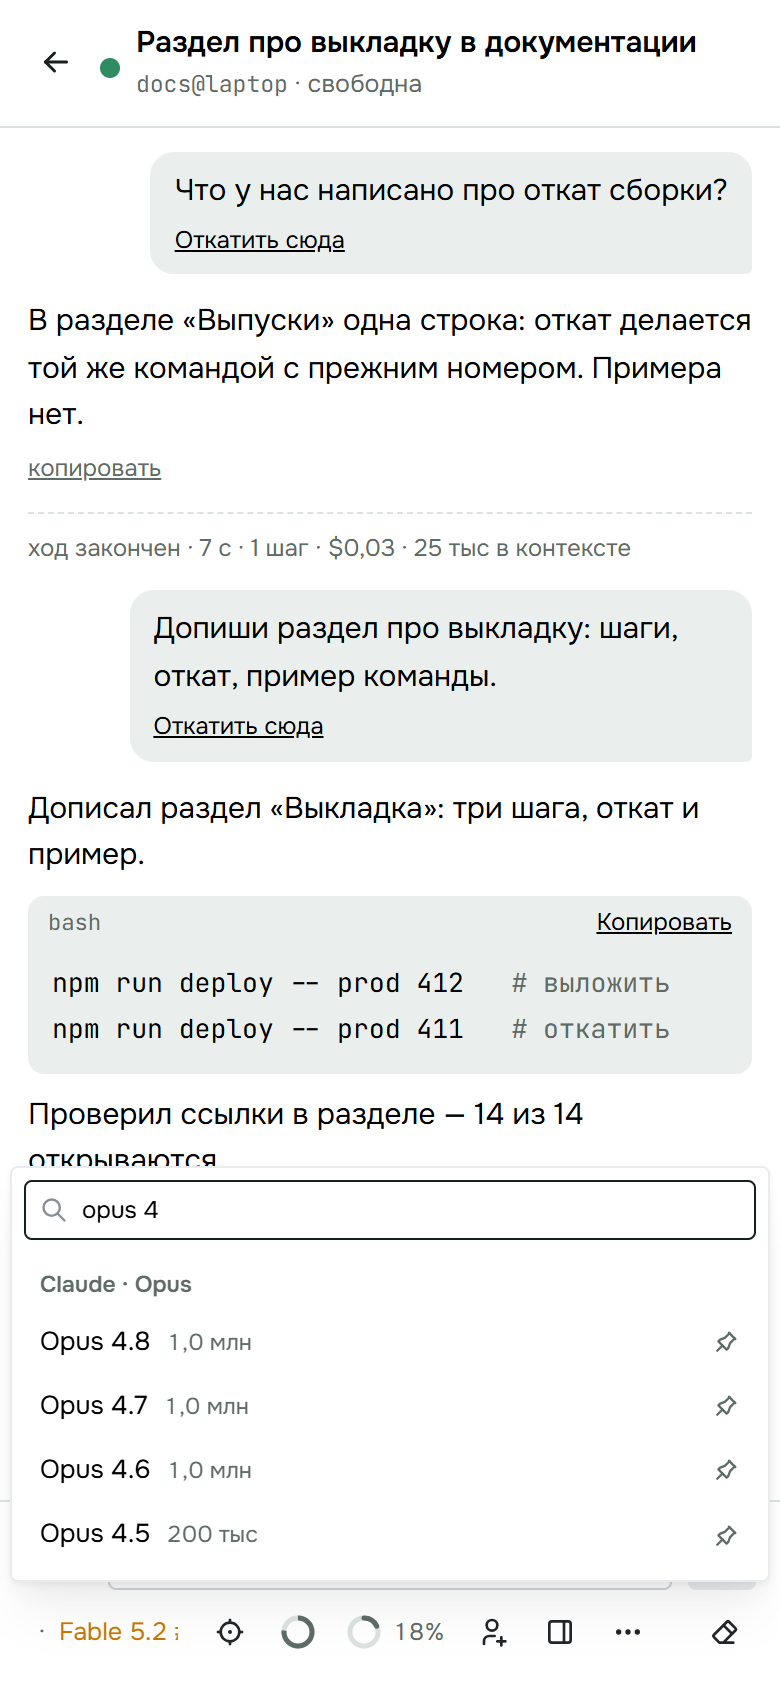 Раздел про выкладку в документации
docs@laptop · свободна
Что у нас написано про откат сборки?
Откатить сюда
В разделе «Выпуски» одна строка: откат делается
той же командой с прежним номером. Примера
нет.
копировать
ход закончен · 7 с · 1 шаг · $0,03 · 25 тыс в контексте
Допиши раздел про выкладку: шаги,
откат, пример команды.
Откатить сюда
Дописал раздел «Выкладка»: три шага, откат и
пример.
bash
Копировать
npm run deploy -- prod 412 # выложить
npm run deploy -- prod 411 # откатить
Проверил ссылки в разделе — 14 из 14
открываются
opus 4
Claude · Opus
Opus 4.8 1,0 млн
Opus 4.7 1,0 млн
Opus 4.6 1,0 млн
Opus 4.5 200 тыс
· Fable 5.2
18%